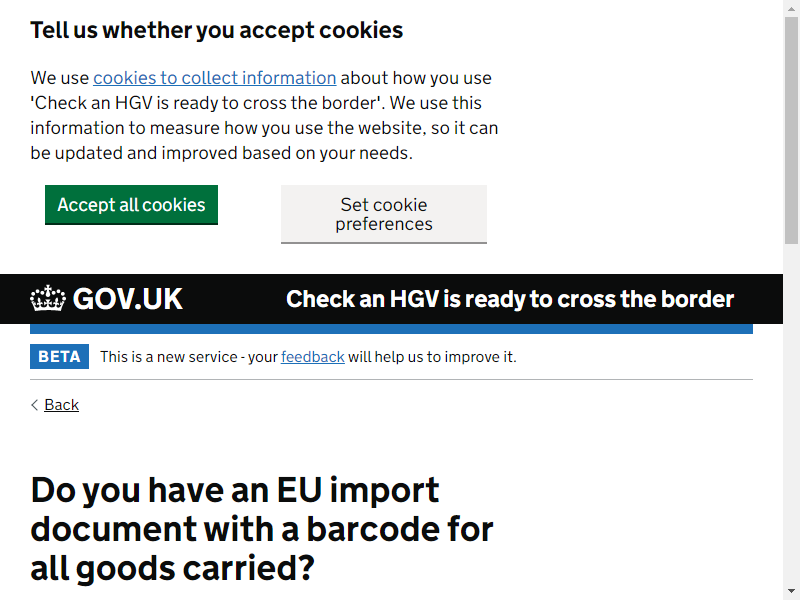 Tell us whether you accept cookies
We use cookies to collect information about how you use
'Check an HGV is ready to cross the border'. We use this
information to measure how you use the website, so it can
be updated and improved based on your needs.
Accept all cookies
Set cookie
preferences
GOV.UK
Check an HGV is ready to cross the border
BETA
This is a new service - your feedback will help us to improve it.
Back
Do you have an EU import
document with a barcode for
all goods carried?